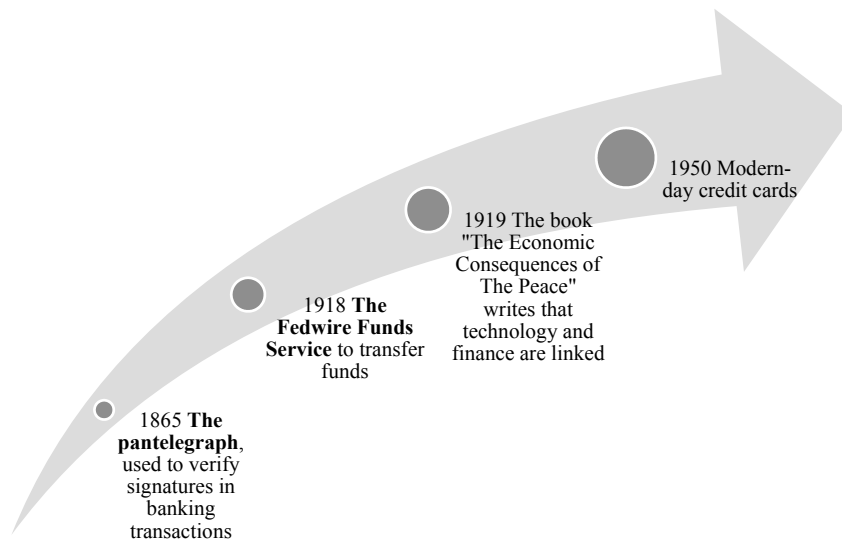 1865 The
pantelegraph,
used to verify
signatures in
banking
transactions
1918 The
Fedwire Funds
Service to transfer
funds
1919 The book
"The Economic
Consequences of
The Peace"
writes that
technology and
finance are linked
1950 Modern-
day credit cards